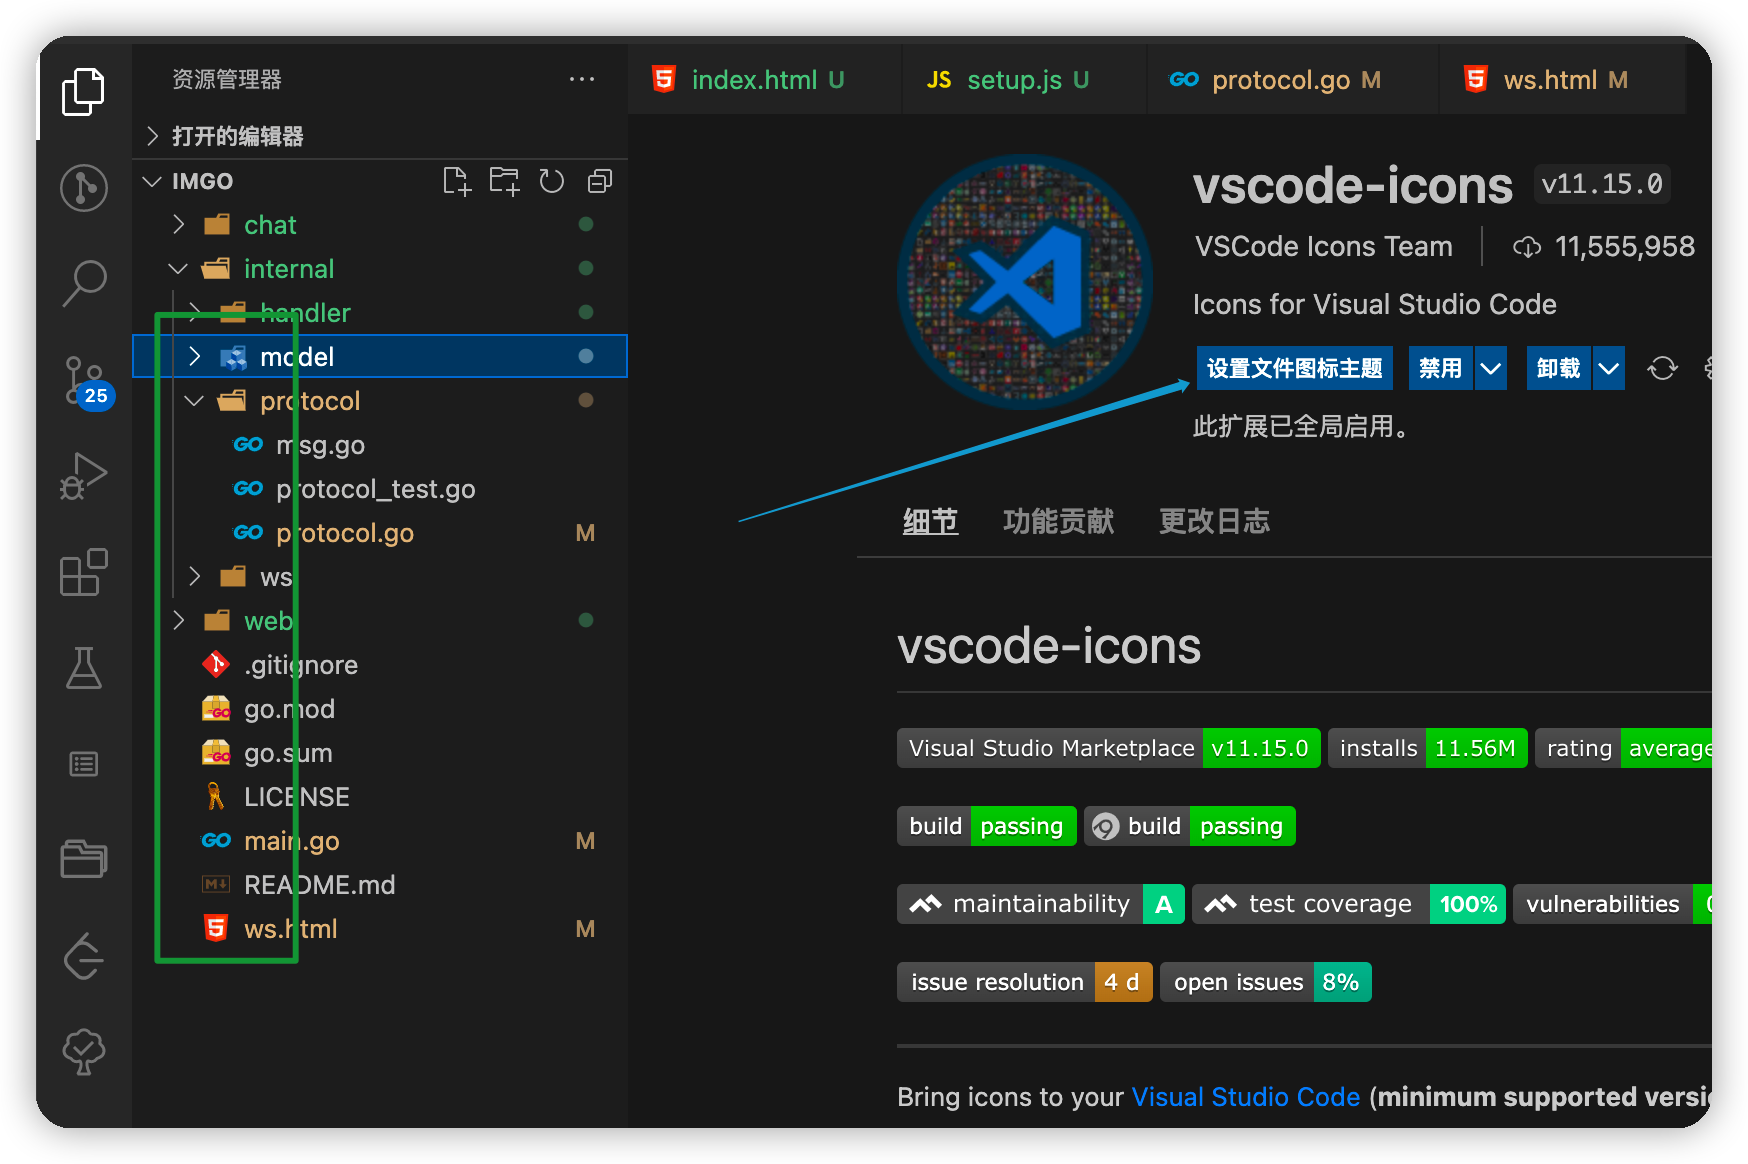 资源管理器
打开的编辑器
IMGO
chat
internal
handler
model
protocol
msg.go
protocol_test.go
protocol.go M
ws
web
.gitignore
go.mod
go.sum
LICENSE
main.go M
README.md
ws.html M
25
index.html U
JS setup.js U
protocol.go M
ws.html M
vscode-icons v11.15.0
VSCode Icons Team 11,555,958
Icons for Visual Studio Code
设置文件图标主题 禁用 卸载
此扩展已全局启用。
细节 功能贡献 更改日志
vscode-icons
Visual Studio Marketplace v11.15.0 installs 11.56M rating average
build passing build passing
maintainability A test coverage 100% vulnerabilities
issue resolution 4 d open issues 8%
Bring icons to your Visual Studio Code (minimum supported versi